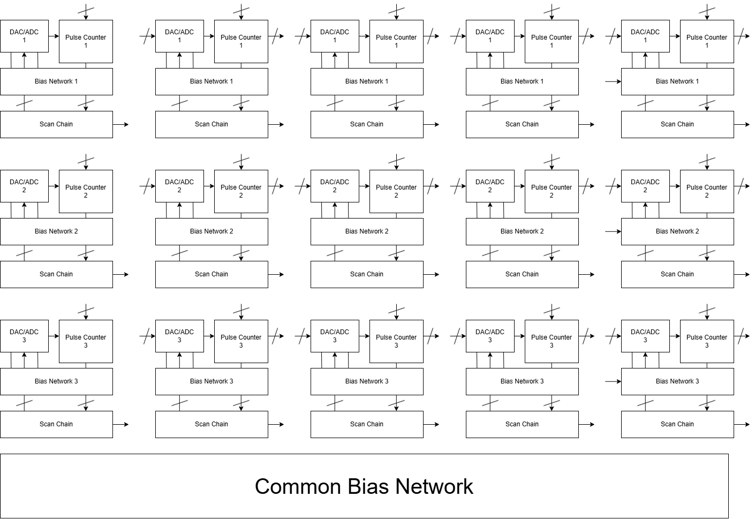 DAC/ADC
1
Pulse Counter
1
Bias Network 1
Scan Chain
DAC/ADC
1
Pulse Counter
1
Bias Network 1
Scan Chain
DAC/ADC
1
Pulse Counter
1
Bias Network 1
Scan Chain
DAC/ADC
1
Pulse Counter
1
Bias Network 1
Scan Chain
DAC/ADC
1
Pulse Counter
1
Bias Network 1
Scan Chain
DAC/ADC
2
Pulse Counter
2
Bias Network 2
Scan Chain
DAC/ADC
2
Pulse Counter
2
Bias Network 2
Scan Chain
DAC/ADC
2
Pulse Counter
2
Bias Network 2
Scan Chain
DAC/ADC
2
Pulse Counter
2
Bias Network 2
Scan Chain
DAC/ADC
2
Pulse Counter
2
Bias Network 2
Scan Chain
DAC/ADC
3
Pulse Counter
3
Bias Network 3
Scan Chain
DAC/ADC
3
Pulse Counter
3
Bias Network 3
Scan Chain
DAC/ADC
3
Pulse Counter
3
Bias Network 3
Scan Chain
DAC/ADC
3
Pulse Counter
3
Bias Network 3
Scan Chain
DAC/ADC
3
Pulse Counter
3
Bias Network 3
Scan Chain
Common Bias Network